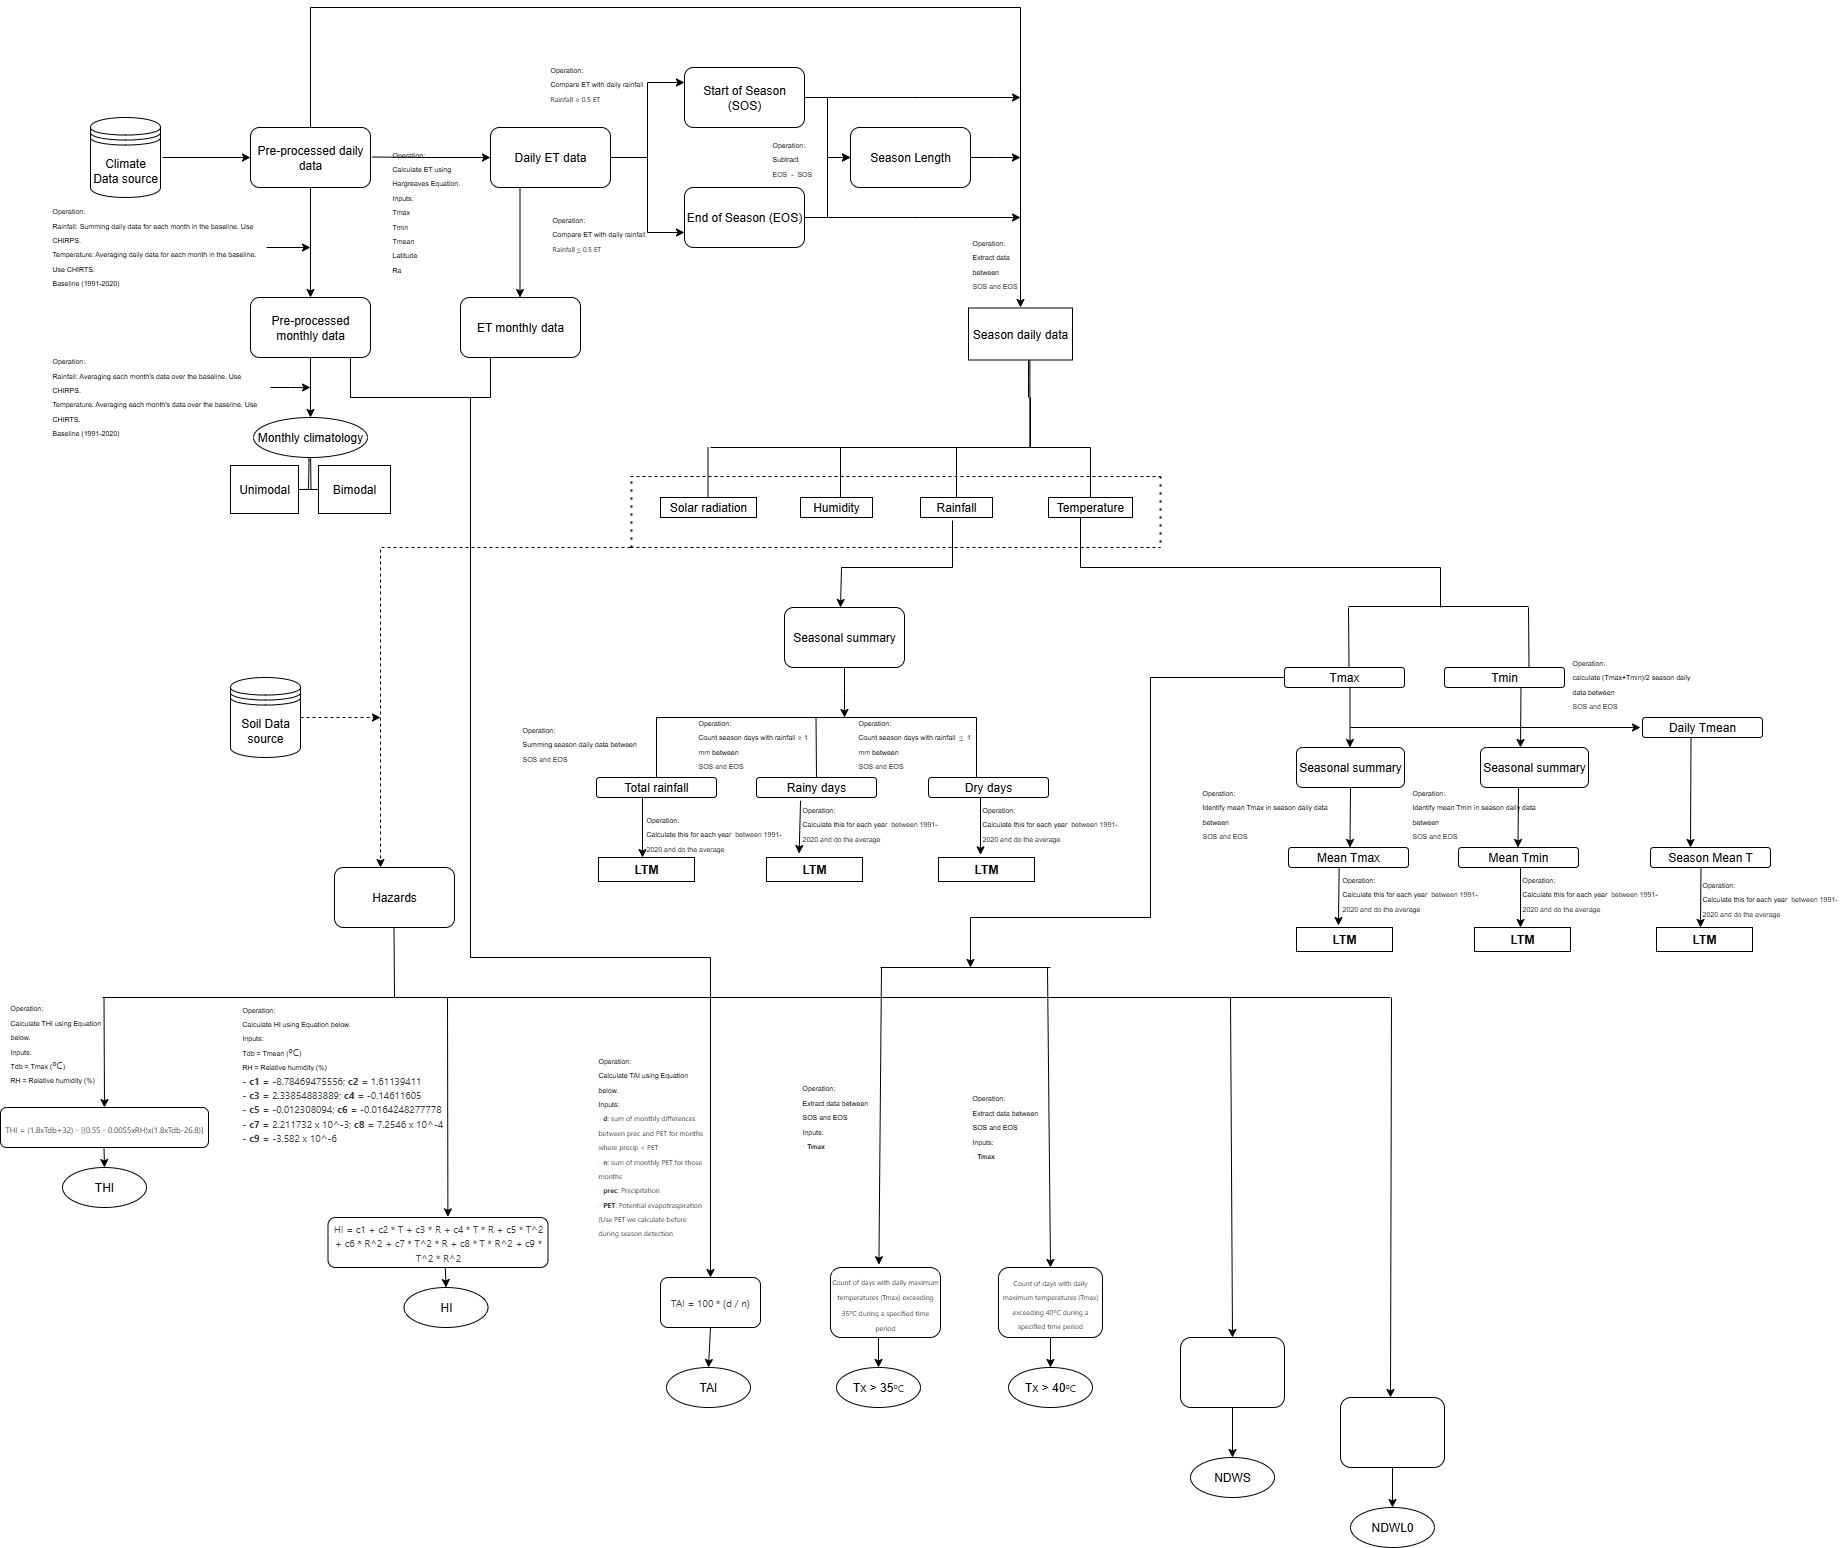 Operation:
Compare ET with daily rainfall
Rainfall ≥ 0.5 ET
Start of Season
(SOS)
Climate
Data source
Pre-processed daily
data
Operation:
Calculate ET using
Hargreaves Equation.
Inputs:
Tmax
Tmin
Tmean
Latitude
Ra
Daily ET data
Operation:
Subtract
EOS - SOS
Season Length
End of Season (EOS)
Operation:
Compare ET with daily rainfall
Rainfall ≤ 0.5 ET
Operation:
Rainfall: Summing daily data for each month in the baseline. Use
CHIRPS.
Temperature: Averaging daily data for each month in the baseline.
Use CHIRTS.
Baseline (1991-2020)
Operation:
Extract data
between
SOS and EOS
Pre-processed
monthly data
ET monthly data
Season daily data
Operation:
Rainfall: Averaging each month's data over the baseline. Use
CHIRPS.
Temperature: Averaging each month's data over the baseline. Use
CHIRTS.
Baseline (1991-2020)
Monthly climatology
Unimodal
Bimodal
Solar radiation
Humidity
Rainfall
Temperature
Seasonal summary
Tmax
Tmin
Operation:
calculate (Tmax+Tmin)/2 season daily
data between
SOS and EOS
Daily Tmean
Soil Data
source
Operation:
Summing season daily data between
SOS and EOS
Operation:
Count season days with rainfall ≥ 1
mm between
SOS and EOS
Operation:
Count season days with rainfall ≤ 1
mm between
SOS and EOS
Seasonal summary
Seasonal summary
Total rainfall
Rainy days
Dry days
Operation:
Identify mean Tmax in season daily data
between
SOS and EOS
Operation:
Identify mean Tmin in season daily data
between
SOS and EOS
Operation:
Calculate this for each year between 1991-
2020 and do the average
Operation:
Calculate this for each year between 1991-
2020 and do the average
Operation:
Calculate this for each year between 1991-
2020 and do the average
LTM
LTM
LTM
Mean Tmax
Mean Tmin
Season Mean T
Operation:
Calculate this for each year between 1991-
2020 and do the average
Operation:
Calculate this for each year between 1991-
2020 and do the average
Operation:
Calculate this for each year between 1991-
2020 and do the average
LTM
LTM
LTM
Hazards
Operation:
Calculate THI using Equation
below.
Inputs:
Tdb = Tmax (ºC)
RH = Relative humidity (%)
THI = (1.8xTdb+32) - [(0.55 - 0.0055xRH)x(1.8xTdb-26.8)]
THI
Operation:
Calculate HI using Equation below.
Inputs:
Tdb = Tmean (ºC)
RH = Relative humidity (%)
- c1 = -8.78469475556; c2 = 1.61139411
- c3 = 2.33854883889; c4 = -0.14611605
- c5 = -0.012308094; c6 = -0.0164248277778
- c7 = 2.211732 x 10^-3; c8 = 7.2546 x 10^-4
- c9 = -3.582 x 10^-6
HI = c1 + c2 * T + c3 * R + c4 * T * R + c5 * T^2
+ c6 * R^2 + c7 * T^2 * R + c8 * T * R^2 + c9 *
T^2 * R^2
HI
Operation:
Calculate TAI using Equation
below.
Inputs:
· d: sum of monthly differences
between prec and PET for months
where precip < PET
· n: sum of monthly PET for those
months
· prec: Precipitation
· PET: Potential evapotraspiration
(Use PET we calculate before
during season detection
TAI = 100 * (d / n)
TAI
Operation:
Extract data between
SOS and EOS
Inputs:
· Tmax
Count of days with daily maximum
temperatures (Tmax) exceeding
35ºC during a specified time
period
Tx > 35ºC
Operation:
Extract data between
SOS and EOS
Inputs:
· Tmax
Count of days with daily
maximum temperatures (Tmax)
exceeding 40ºC during a
specified time period
Tx > 40ºC
NDWS
NDWL0